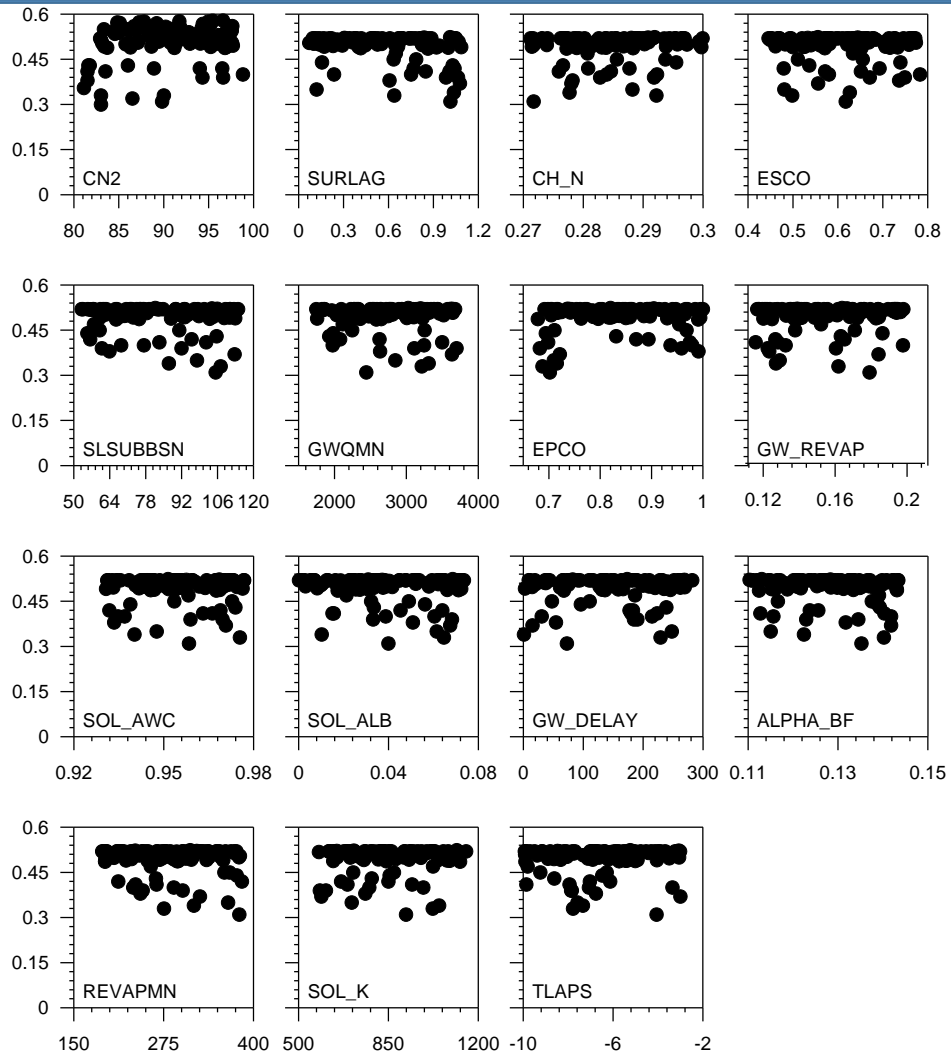 0.6
0.45
0.3
0.15
0
CN2
SURLAG
CH_N
ESCO
80 85 90 95 100
0 0.3 0.6 0.9 1.2
0.27 0.28 0.29 0.3
0.4 0.5 0.6 0.7 0.8
0.6
0.45
0.3
0.15
0
SLSUBBSN
GWQMN
EPCO
GW_REVAP
50 64 78 92 106 120
2000 3000 4000
0.7 0.8 0.9 1
0.12 0.16 0.2
0.6
0.45
0.3
0.15
0
SOL_AWC
SOL_ALB
GW_DELAY
ALPHA_BF
0.92 0.95 0.98
0 0.04 0.08
0 100 200 300
0.11 0.13 0.15
0.6
0.45
0.3
0.15
0
REVAPMN
SOL_K
TLAPS
150 275 400
500 850 1200
-10 -6 -2